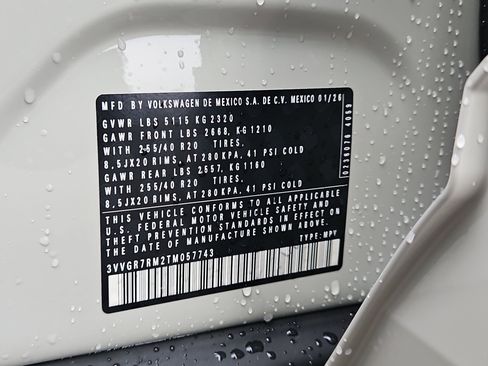 MFD BY VOLKSWAGEN DE MEXICO S.A. DE C.V. MEXICO 01/26
GVWR LBS 5115 KG 2320
GAWR FRONT LBS 2668, KG 1210
WITH 255/40 R20 TIRES.
8,5JX20 RIMS, AT 280 KPA, 41 PSI COLD
GAWR REAR LBS 2557, KG 1160
WITH 255/40 R20 TIRES.
8,5JX20 RIMS, AT 280 KPA, 41 PSI COLD
THIS VEHICLE CONFORMS TO ALL APPLICABLE
U.S. FEDERAL MOTOR VEHICLE SAFETY AND
THEFT PREVENTION STANDARDS IN EFFECT ON
THE DATE OF MANUFACTURE SHOWN ABOVE.
3VVGR7RM2TM057743 TYPE: MPV
0236076 4059